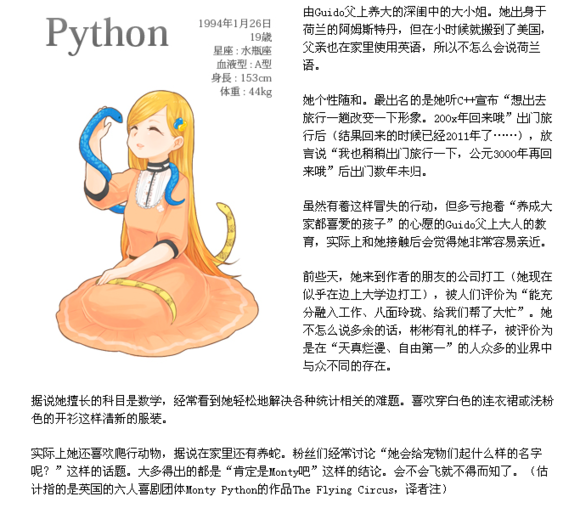 Python
1994年1月26日
19歳
星座 : 水瓶座
血液型 : A型
身長 : 153cm
体重 : 44kg
由Guido父上养大的深闺中的大小姐。她出身于
荷兰的阿姆斯特丹，但在小时候就搬到了美国，
父亲也在家里使用英语，所以不怎么会说荷兰
语。
她个性随和。最出名的是她听C++宣布“想出去
旅行一趟改变一下形象。200x年回来哦”出门旅
行后（结果回来的时候已经2011年了……），放
言说“我也稍稍出门旅行一下，公元3000年再回
来哦”后出门数年未归。
虽然有着这样冒失的行动，但多亏抱着“养成大
家都喜爱的孩子”的心愿的Guido父上大人的教
育，实际上和她接触后会觉得她非常容易亲近。
前些天，她来到作者的朋友的公司打工（她现在
似乎在边上大学边打工），被人们评价为“能充
分融入工作、八面玲珑、给我们帮了大忙”。她
不怎么说多余的话，彬彬有礼的样子，被评价为
是在“天真烂漫、自由第一”的人众多的业界中
与众不同的存在。
据说她擅长的科目是数学，经常看到她轻松地解决各种统计相关的难题。喜欢穿白色的连衣裙或浅粉
色的开衫这样清新的服装。
实际上她还喜欢爬行动物，据说在家里还有养蛇。粉丝们经常讨论“她会给宠物们起什么样的名字
呢？”这样的话题。大多得出的都是“肯定是Monty吧”这样的结论。会不会飞就不得而知了。（估
计指的是英国的六人喜剧团体Monty Python的作品The Flying Circus，译者注）